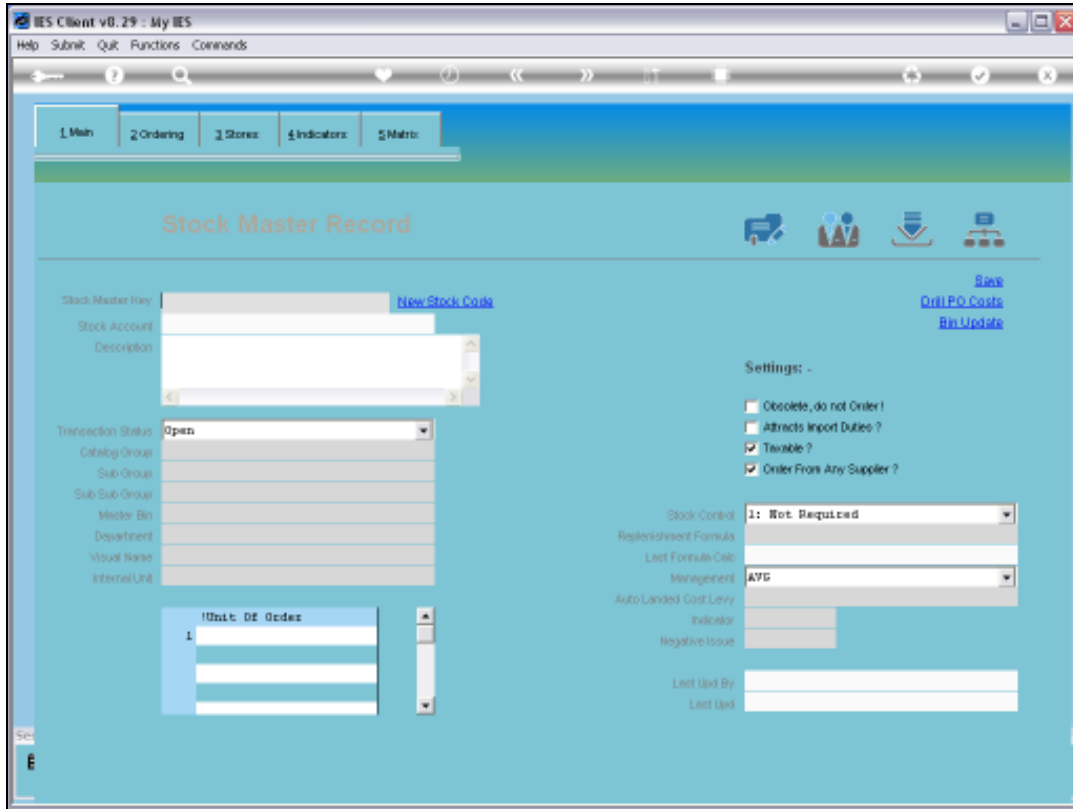 IES Client v8.29 : My IES
Help Submit Quit Functions Commands
1 Main 2 Ordering 3 Stores 4 Indicators 5 Matrix
Stock Master Record
Save
Stock Master Key New Stock Code Drill PO Costs
Stock Account Bin Update
Description
Settings: -
Obsolete, do not Order!
Transaction Status Open Attracts Import Duties ?
Catalog Group Taxable ?
Sub Group Order From Any Supplier ?
Sub Sub Group
Master Bin Stock Control 1: Not Required
Department Replenishment Formula
Visual Name Last Formula Calc
Internal Unit Management AVG
Auto Landed Cost Levy
!Unit Of Order Indicator
1 Negative Issue
Last Upd By
Last Upd